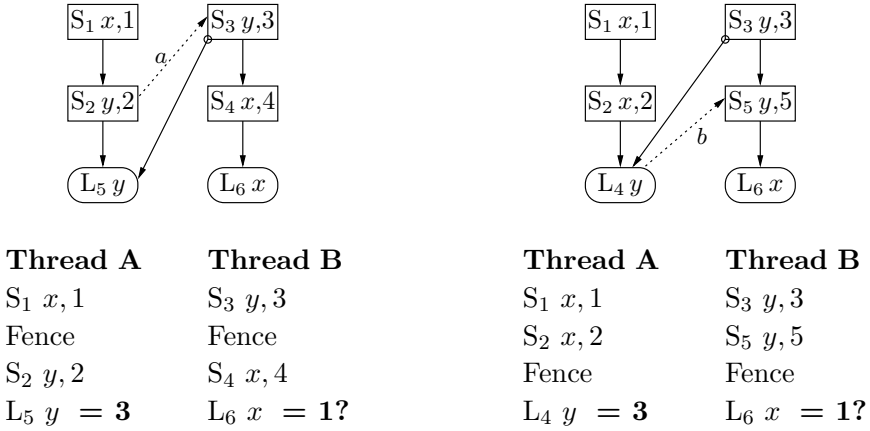 S₁ x,1 S₃ y,3 S₁ x,1 S₃ y,3
a
S₂ y,2 S₄ x,4 S₂ x,2 S₅ y,5
b
L₅ y L₆ x L₄ y L₆ x
Thread A Thread B Thread A Thread B
S₁ x, 1 S₃ y, 3 S₁ x, 1 S₃ y, 3
Fence Fence S₂ x, 2 S₅ y, 5
S₂ y, 2 S₄ x, 4 Fence Fence
L₅ y = 3 L₆ x = 1? L₄ y = 3 L₆ x = 1?